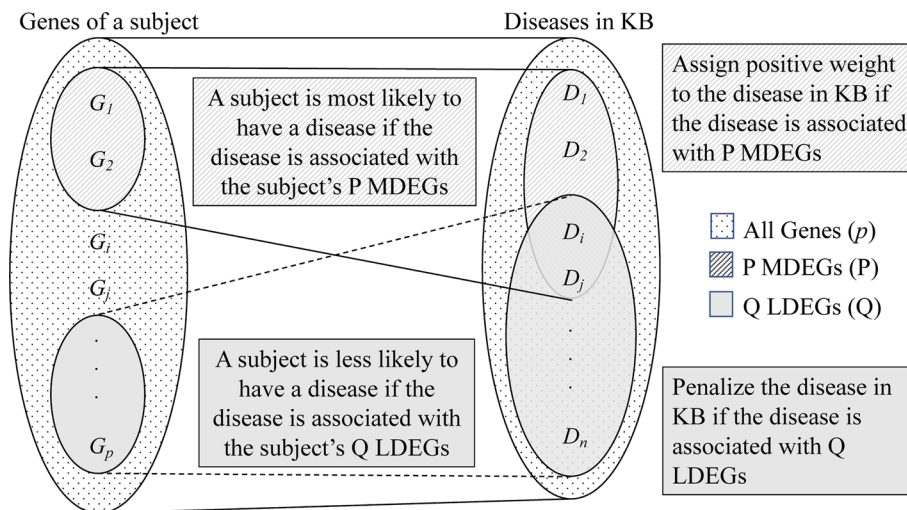 Genes of a subject
Diseases in KB
G1
G2
Gi
Gj
.
.
.
Gp
A subject is most likely to
have a disease if the
disease is associated with
the subject's P MDEGs
A subject is less likely to
have a disease if the
disease is associated with
the subject's Q LDEGs
D1
D2
Di
Dj
.
.
.
Dn
Assign positive weight
to the disease in KB if
the disease is associated
with P MDEGs
All Genes (p)
P MDEGs (P)
Q LDEGs (Q)
Penalize the disease in
KB if the disease is
associated with Q
LDEGs